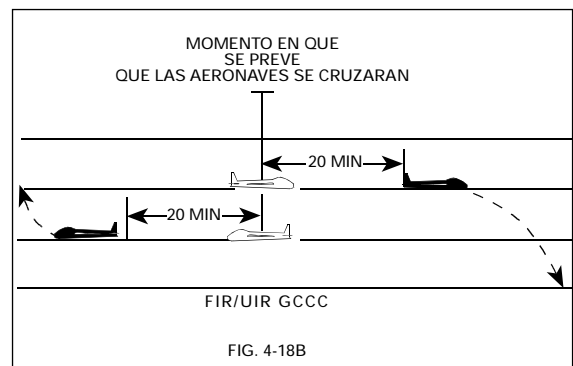 MOMENTO EN QUE
SE PREVE
QUE LAS AERONAVES SE CRUZARAN
20 MIN
20 MIN
FIR/UIR GCCC
FIG. 4-18B